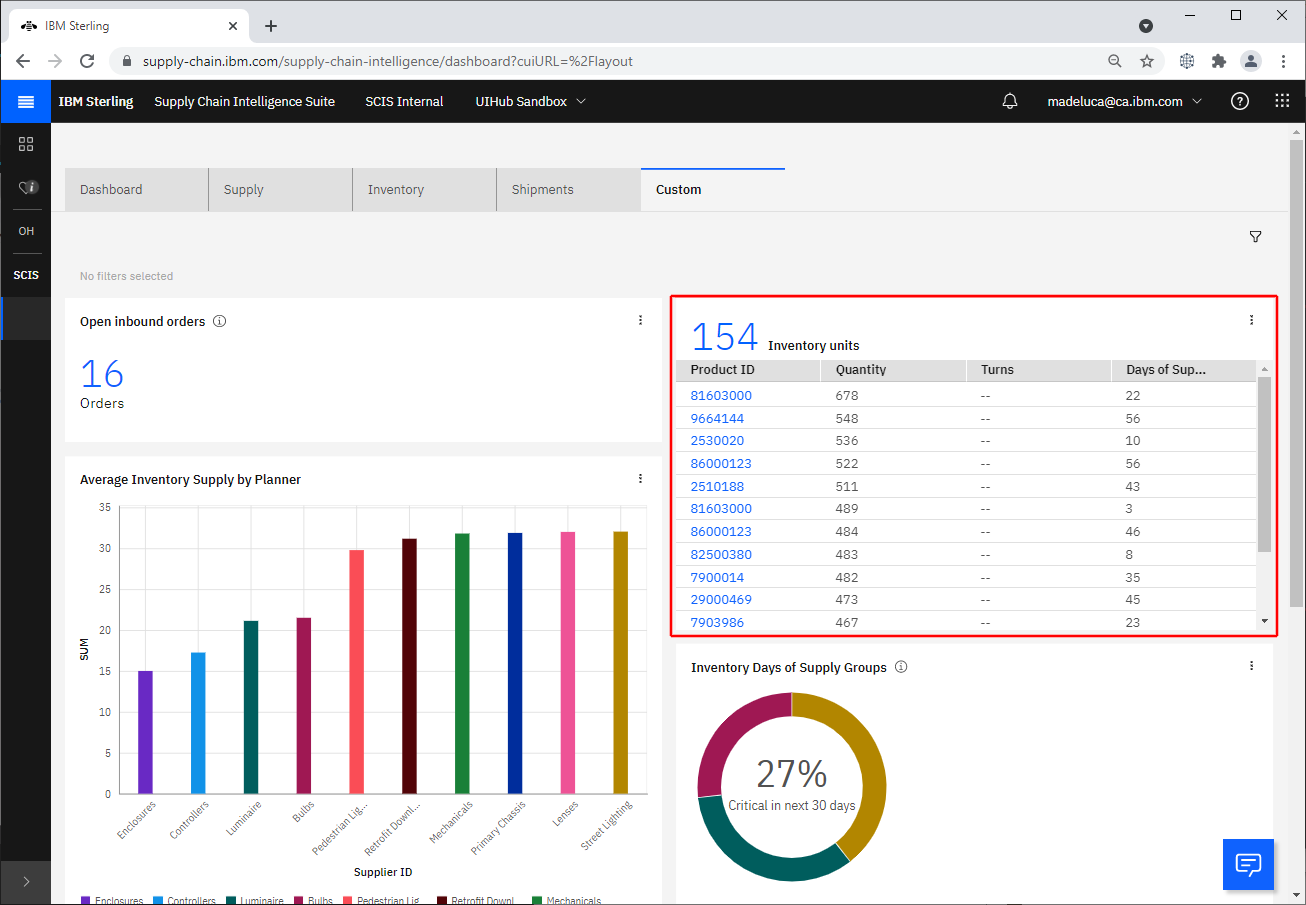 IBM Sterling
supply-chain.ibm.com/supply-chain-intelligence/dashboard?cuiURL=%2Flayout
IBM Sterling Supply Chain Intelligence Suite SCIS Internal UIHub Sandbox madeluca@ca.ibm.com
OH
SCIS
Dashboard Supply Inventory Shipments Custom
No filters selected
Open inbound orders
16
Orders
154 Inventory units
Product ID Quantity Turns Days of Sup...
81603000 678 -- 22
9664144 548 -- 56
2530020 536 -- 10
86000123 522 -- 56
2510188 511 -- 43
81603000 489 -- 3
86000123 484 -- 46
82500380 483 -- 8
7900014 482 -- 35
29000469 473 -- 45
7903986 467 -- 23
Average Inventory Supply by Planner
35
30
25
20
15
10
5
0
SUM
Enclosures Controllers Luminaire Bulbs Pedestrian Lig... Retrofit Downl... Mechanicals Primary Chassis Lenses Street Lighting
Supplier ID
Enclosures Controllers Luminaire Bulbs Pedestrian Lig... Retrofit Downl... Mechanicals
Inventory Days of Supply Groups
27%
Critical in next 30 days